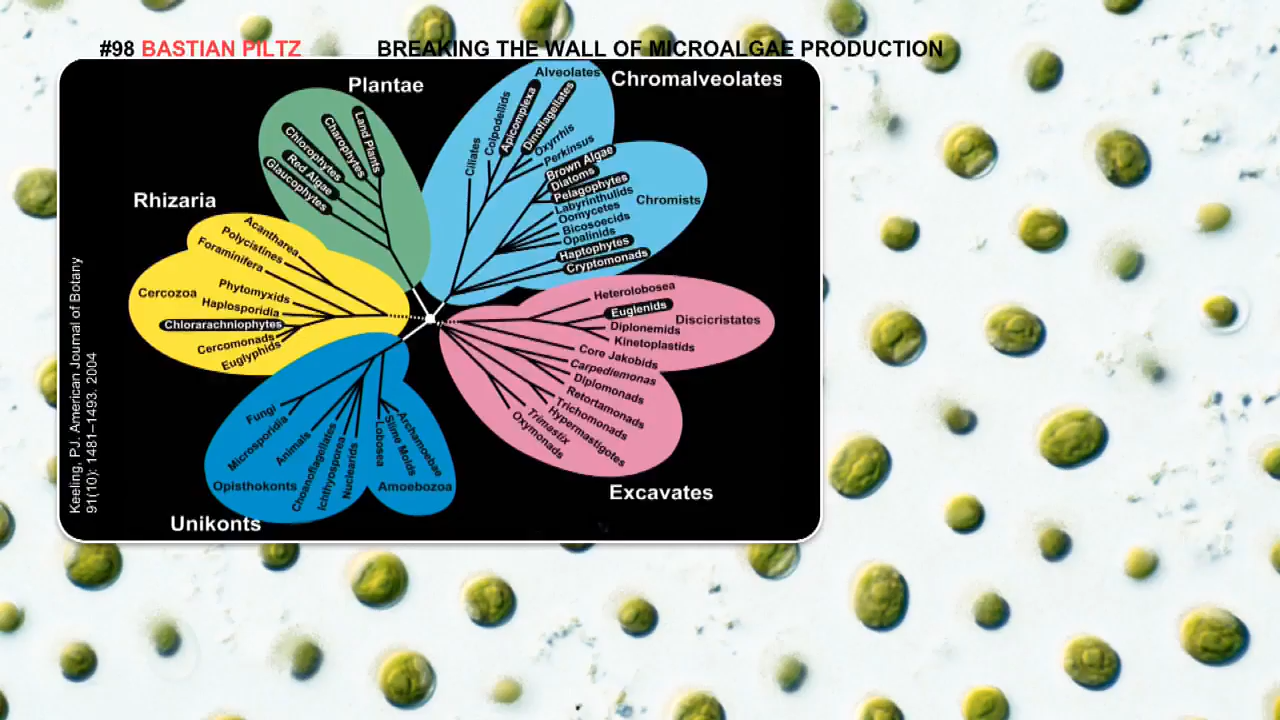 #98 BASTIAN PILTZ BREAKING THE WALL OF MICROALGAE PRODUCTION
Plantae
Land Plants
Charophytes
Chlorophytes
Red Algae
Glaucophytes
Chromalveolates
Alveolates
Ciliates
Colpodellids
Apicomplexa
Dinoflagellates
Oxyrrhis
Perkinsus
Brown Algae
Diatoms
Pelagophytes
Labyrinthulids
Oomycetes
Bicosoecids
Opalinids
Haptophytes
Cryptomonads
Chromists
Rhizaria
Acantharea
Polycistines
Foraminifera
Cercozoa
Phytomyxids
Haplosporidia
Chlorarachniophytes
Cercomonads
Euglyphids
Heterolobosea
Euglenids
Diplonemids
Kinetoplastids
Discicristates
Core Jakobids
Carpediemonas
Diplomonads
Retortamonads
Trichomonads
Hypermastigotes
Trimastix
Oxymonads
Excavates
Fungi
Microsporidia
Animals
Choanoflagellates
Ichthyosporea
Nuclearids
Opisthokonts
Lobosea
Slime Molds
Archamoebae
Amoebozoa
Unikonts
Keeling, PJ. American Journal of Botany
91(10): 1481–1493. 2004